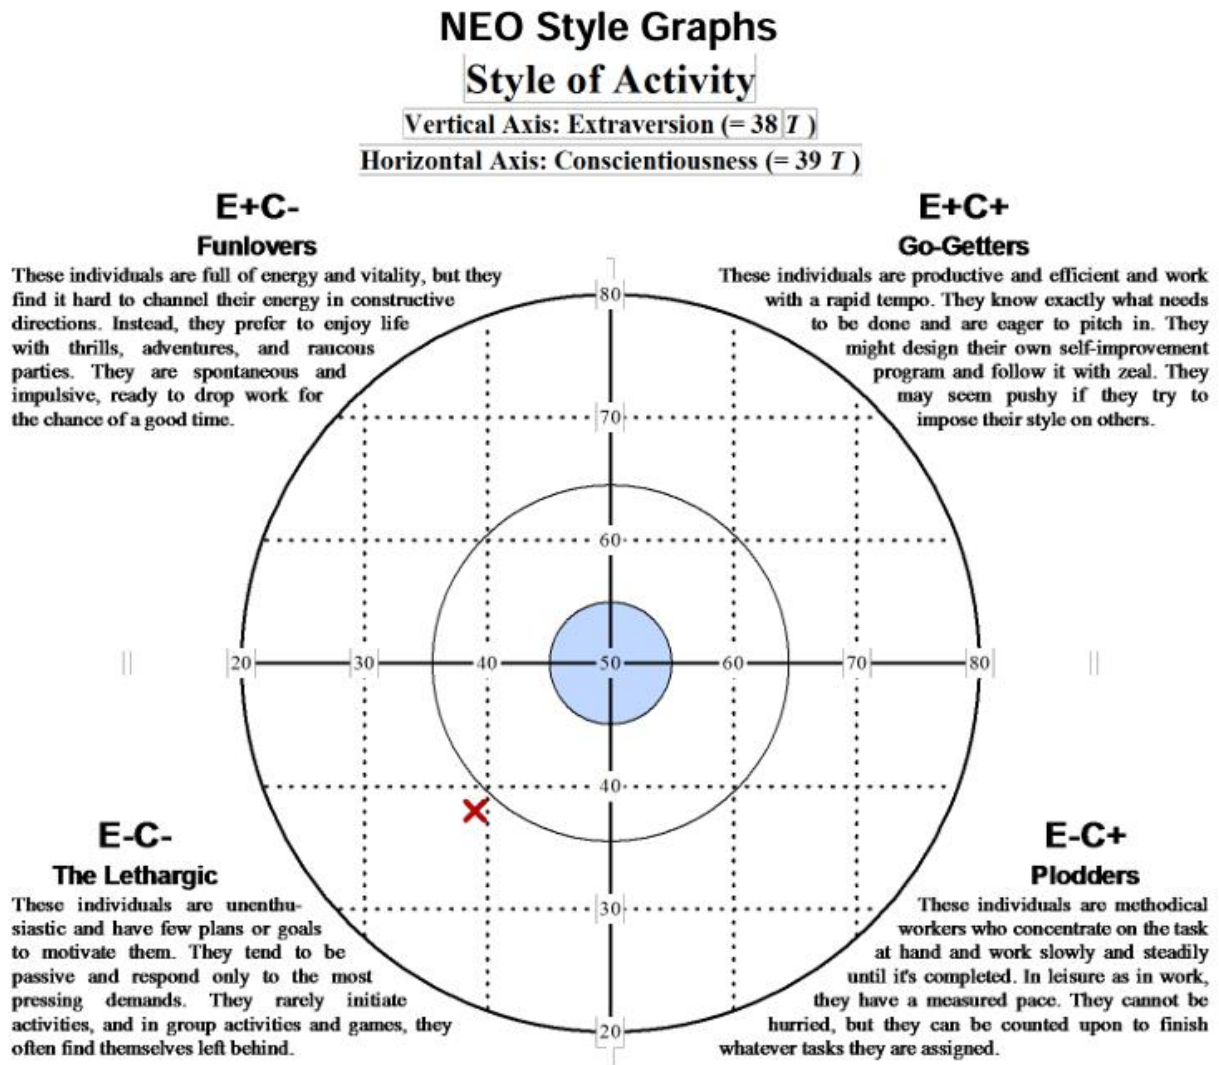 NEO Style Graphs
Style of Activity
Vertical Axis: Extraversion (= 38 T )
Horizontal Axis: Conscientiousness (= 39 T )
E+C-
Funlovers
These individuals are full of energy and vitality, but they
find it hard to channel their energy in constructive
directions. Instead, they prefer to enjoy life
with thrills, adventures, and raucous
parties. They are spontaneous and
impulsive, ready to drop work for
the chance of a good time.
E+C+
Go-Getters
These individuals are productive and efficient and work
with a rapid tempo. They know exactly what needs
to be done and are eager to pitch in. They
might design their own self-improvement
program and follow it with zeal. They
may seem pushy if they try to
impose their style on others.
80
70
60
20 30 40 50 60 70 80
40
30
20
E-C-
The Lethargic
These individuals are unenthu-
siastic and have few plans or goals
to motivate them. They tend to be
passive and respond only to the most
pressing demands. They rarely initiate
activities, and in group activities and games, they
often find themselves left behind.
E-C+
Plodders
These individuals are methodical
workers who concentrate on the task
at hand and work slowly and steadily
until it's completed. In leisure as in work,
they have a measured pace. They cannot be
hurried, but they can be counted upon to finish
whatever tasks they are assigned.